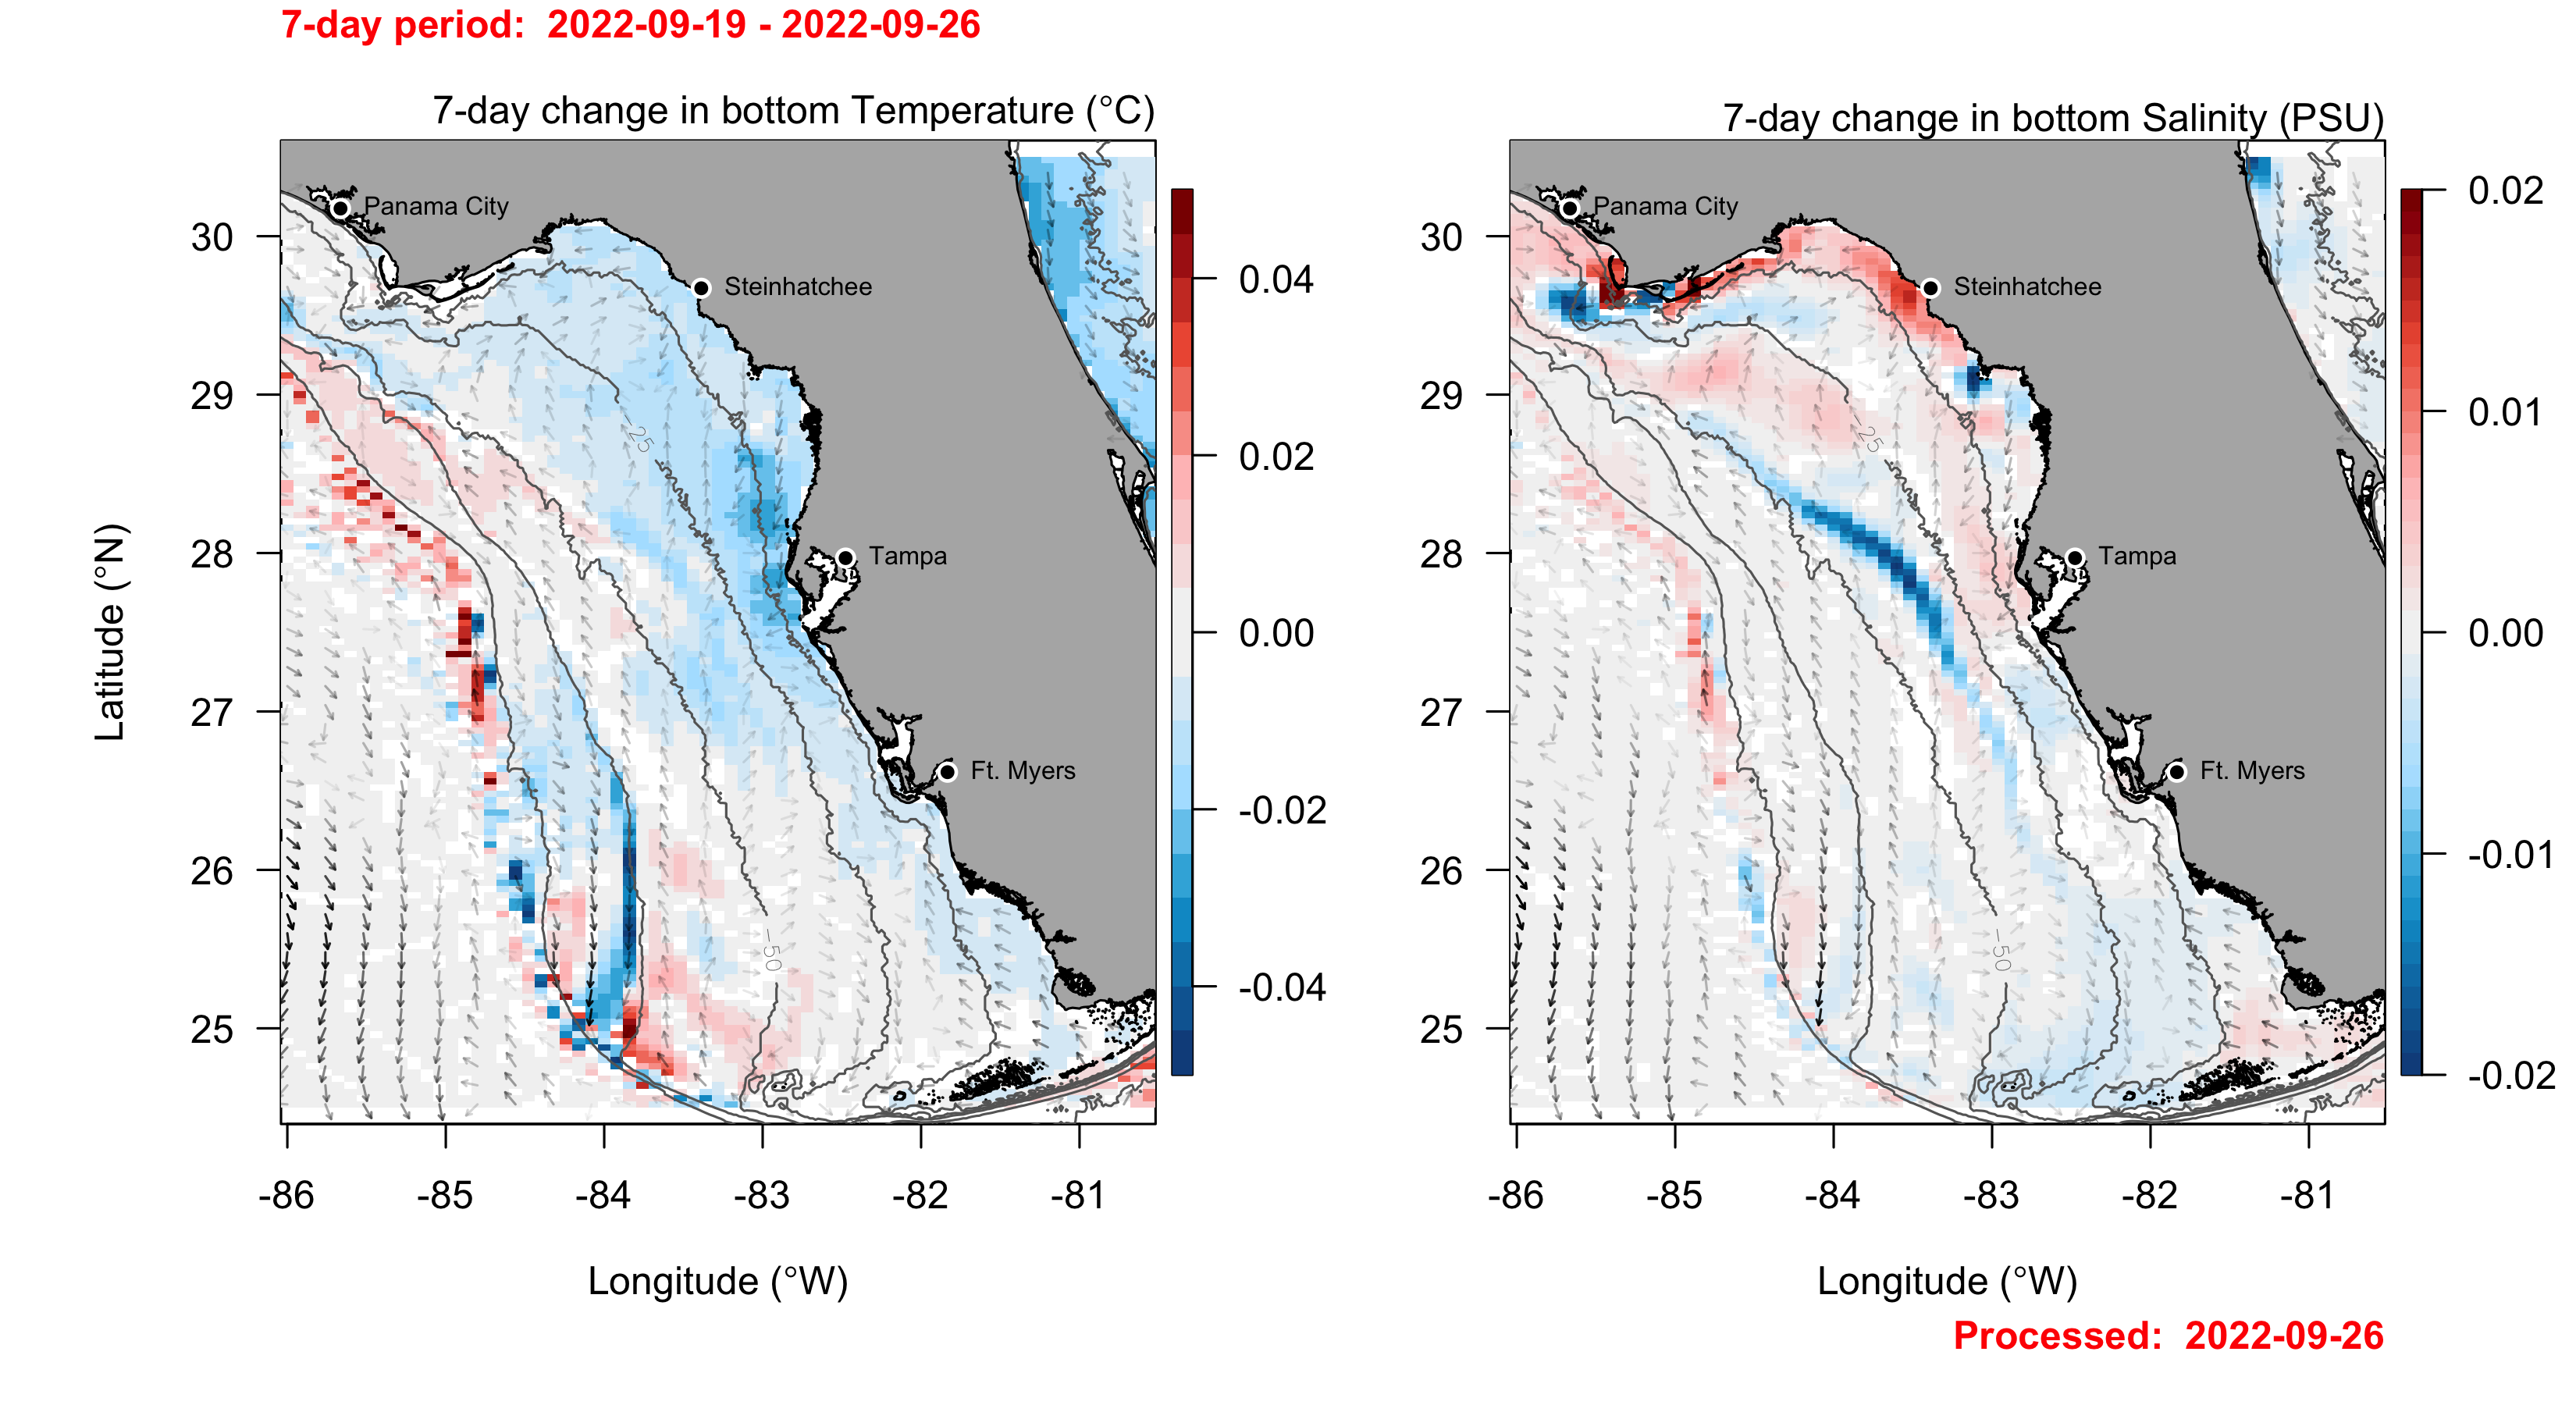 7-day period:  2022-09-19 - 2022-09-26
7-day change in bottom Temperature (°C)
7-day change in bottom Salinity (PSU)
Panama City
Steinhatchee
Tampa
Ft. Myers
-25
-50
30
29
28
27
26
25
Latitude (°N)
-86
-85
-84
-83
-82
-81
Longitude (°W)
0.04
0.02
0.00
-0.02
-0.04
Panama City
Steinhatchee
Tampa
Ft. Myers
-25
-50
30
29
28
27
26
25
-86
-85
-84
-83
-82
-81
Longitude (°W)
0.02
0.01
0.00
-0.01
-0.02
Processed:  2022-09-26